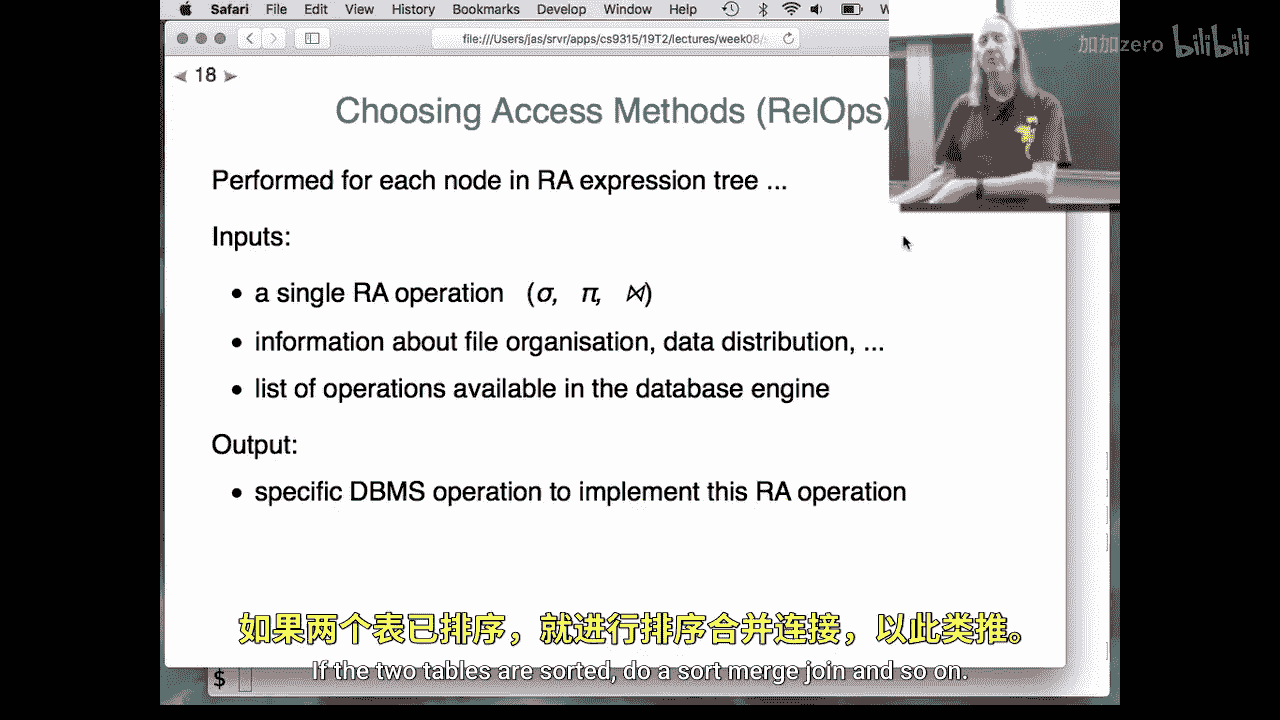 Safari File Edit View History Bookmarks Develop Window Help
file:///Users/jas/srvr/apps/cs9315/19T2/lectures/week08/
加加zero bilibili
18
Choosing Access Methods (RelOps)
Performed for each node in RA expression tree ...
Inputs:
• a single RA operation (σ, π, ⋈)
• information about file organisation, data distribution, ...
• list of operations available in the database engine
Output:
• specific DBMS operation to implement this RA operation
如果两个表已排序，就进行排序合并连接，以此类推。
If the two tables are sorted, do a sort merge join and so on.
$